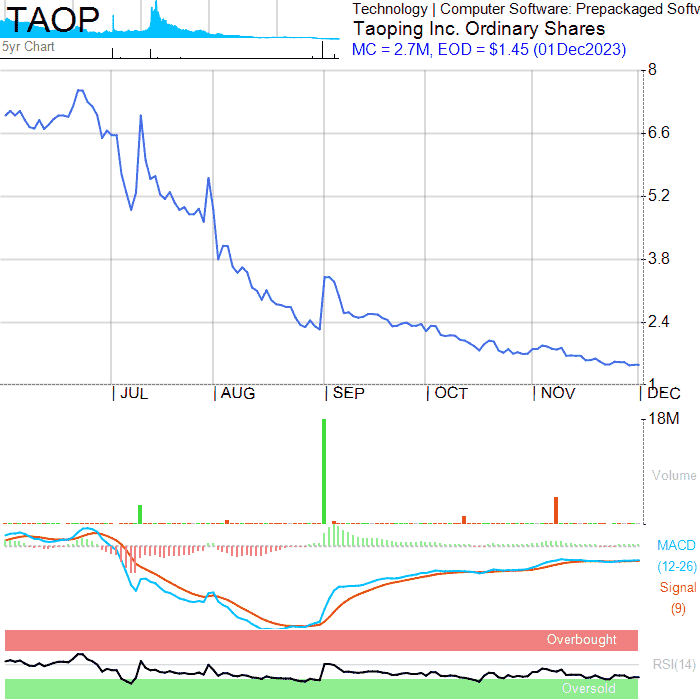 TAOP
5yr Chart
Technology | Computer Software: Prepackaged Softw
Taoping Inc. Ordinary Shares
MC = 2.7M, EOD = $1.45 (01Dec2023)
8
6.6
5.2
3.8
2.4
1
JUL AUG SEP OCT NOV DEC
18M
Volume
MACD
(12-26)
Signal
(9)
Overbought
RSI(14)
Oversold